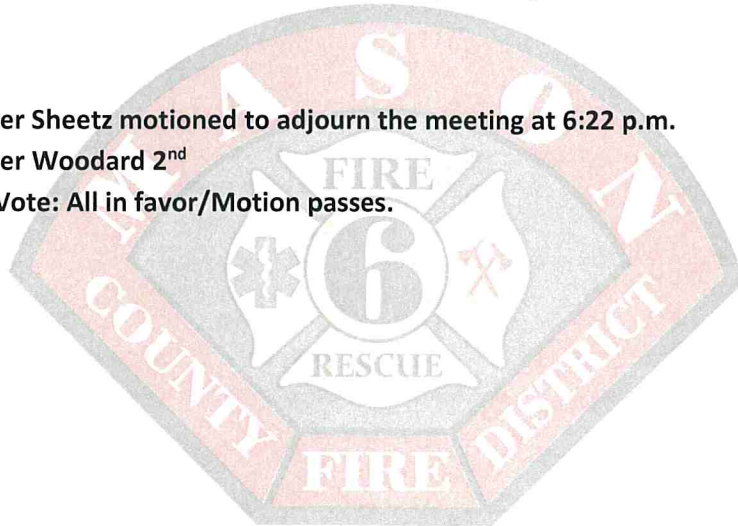 er Sheetz motioned to adjourn the meeting at 6:22 p.m.
er Woodard 2nd
Vote: All in favor/Motion passes.
MASON
FIRE
6
RESCUE
COUNTY FIRE DISTRICT